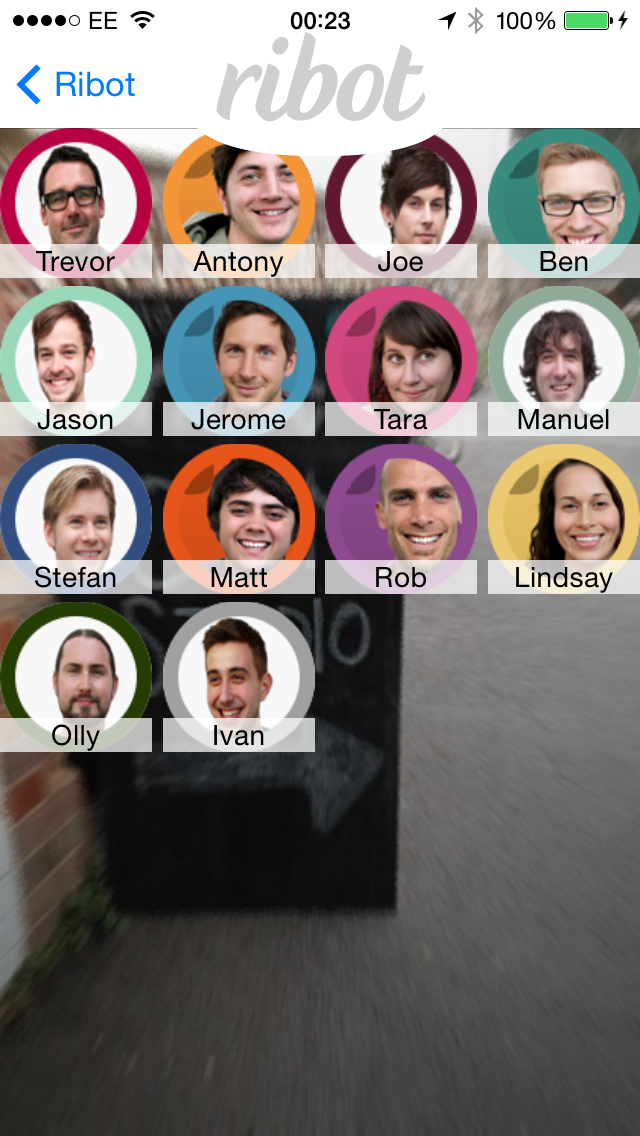 EE 00:23 100%
Ribot
ribot
Trevor Antony Joe Ben
Jason Jerome Tara Manuel
Stefan Matt Rob Lindsay
Olly Ivan